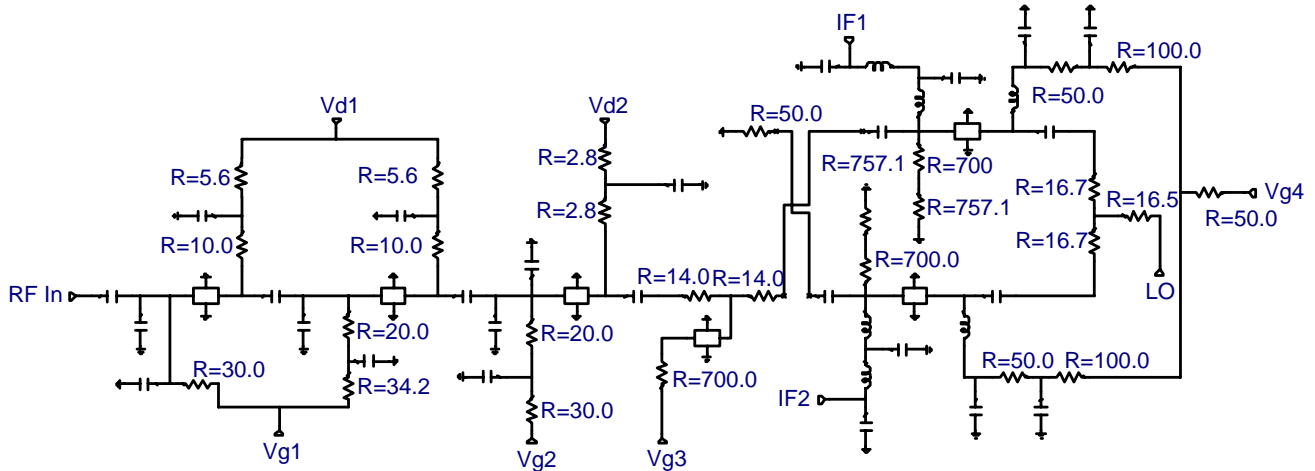 IF1
R=100.0
Vd1
Vd2
R=50.0
R=50.0
R=2.8
R=757.1
R=700
R=5.6
R=5.6
R=16.7
R=16.5
Vg4
R=2.8
R=757.1
R=50.0
R=10.0
R=10.0
R=16.7
R=700.0
R=14.0
R=14.0
RF In
LO
R=20.0
R=20.0
R=50.0
R=100.0
R=30.0
R=34.2
R=700.0
R=30.0
IF2
Vg1
Vg2
Vg3